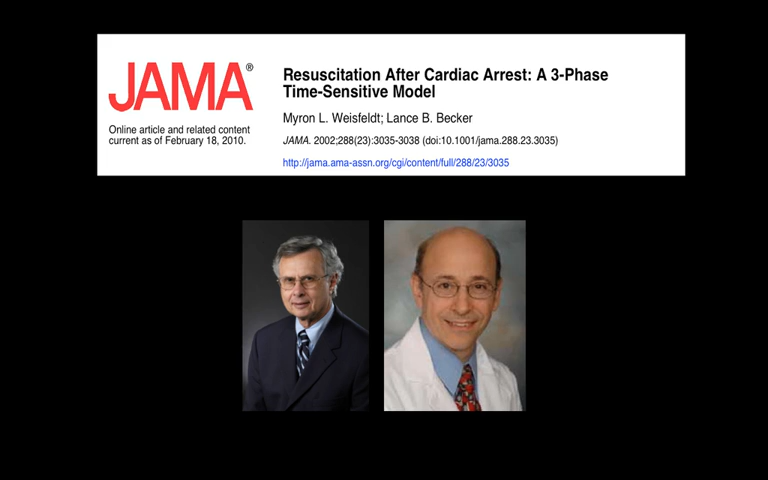 JAMA®
Online article and related content
current as of February 18, 2010.
Resuscitation After Cardiac Arrest: A 3-Phase
Time-Sensitive Model
Myron L. Weisfeldt; Lance B. Becker
JAMA. 2002;288(23):3035-3038 (doi:10.1001/jama.288.23.3035)
http://jama.ama-assn.org/cgi/content/full/288/23/3035